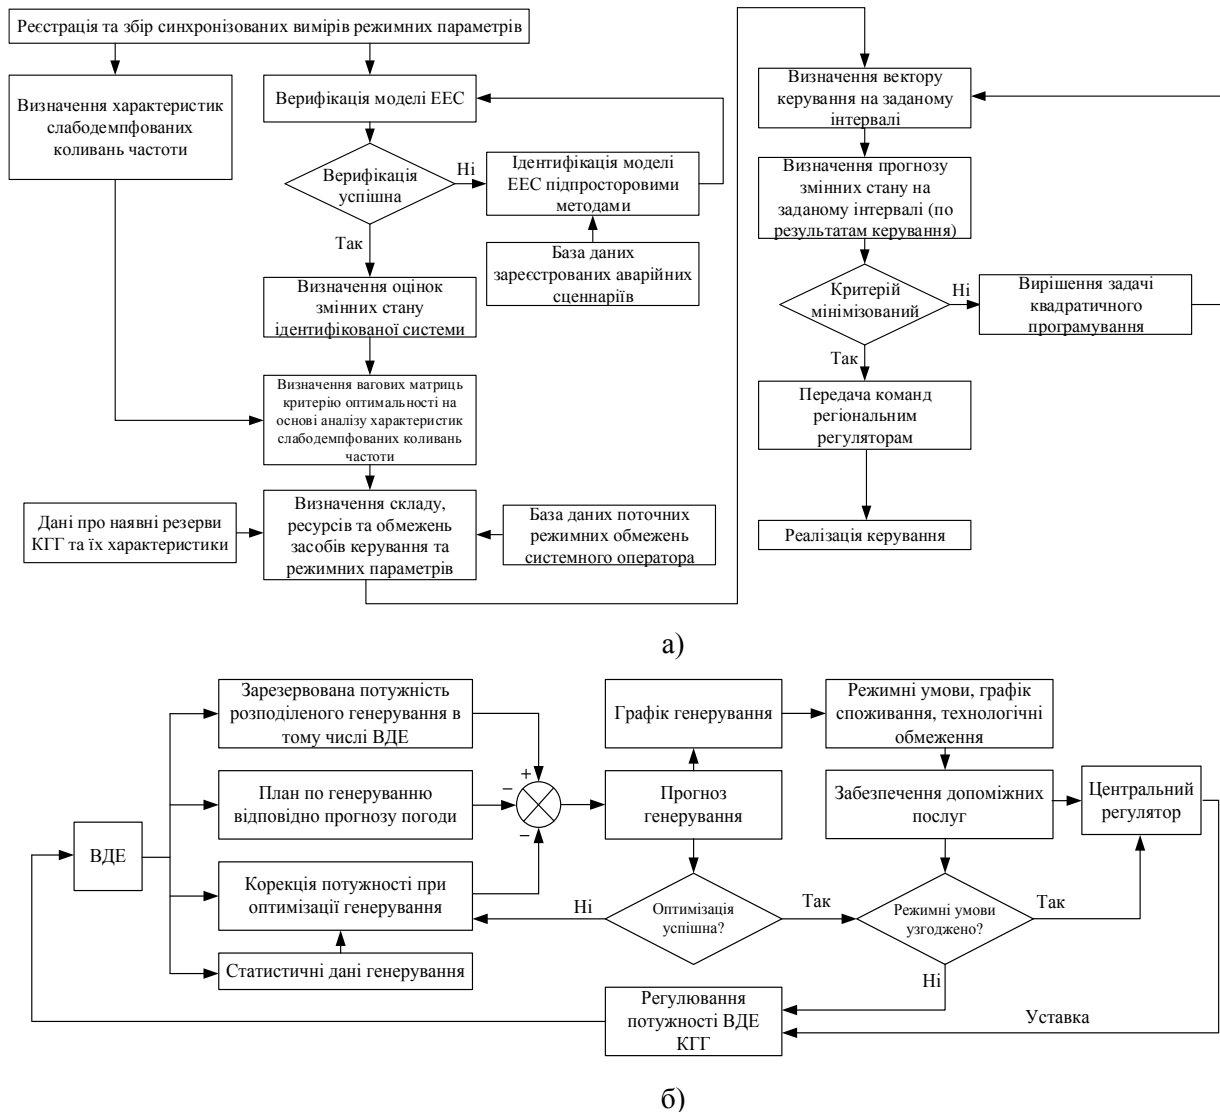 Реєстрація та збір синхронізованих вимірів режимних параметрів
Визначення характеристик
слабодемпфованих
коливань частоти
Верифікація моделі ЕЕС
Верифікація
успішна
Ні
Так
Ідентифікація моделі
ЕЕС підпросторовими
методами
База даних
зареєстрованих аварійних
сценнаріїв
Визначення оцінок
змінних стану
ідентифікованої системи
Визначення вагових матриць
критерію оптимальності на
основі аналізу характеристик
слабодемпфованих коливань
частоти
Дані про наявні резерви
КГГ та їх характеристики
Визначення складу,
ресурсів та обмежень
засобів керування та
режимних параметрів
База даних поточних
режимних обмежень
системного оператора
Визначення вектору
керування на заданому
інтервалі
Визначення прогнозу
змінних стану на
заданому інтервалі (по
результатам керування)
Критерій
мінімізований
Ні
Так
Вирішення задачі
квадратичного
програмування
Передача команд
регіональним
регуляторам
Реалізація керування
а)
Зарезервована потужність
розподіленого генерування в
тому числі ВДЕ
План по генеруванню
відповідно прогнозу погоди
ВДЕ
Корекція потужності при
оптимізації генерування
Статистичні дані генерування
+
−
−
Графік генерування
Прогноз
генерування
Режимні умови, графік
споживання, технологічні
обмеження
Забезпечення допоміжних
послуг
Центральний
регулятор
Ні
Оптимізація
успішна?
Так
Режимні умови
узгоджено?
Так
Ні
Регулювання
потужності ВДЕ
КГГ
Уставка
б)